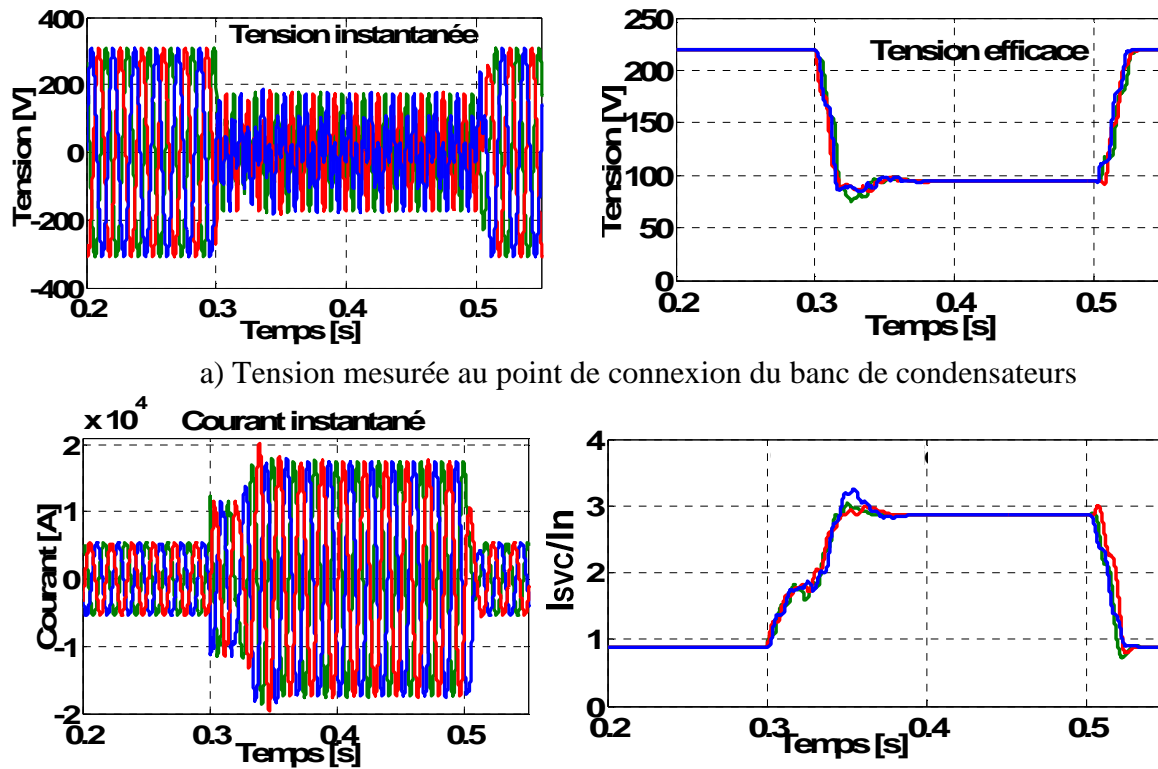 Tension instantanée
Tension [V]
400
200
0
-200
-400
0.2
0.3
0.4
0.5
Temps [s]
Tension efficace
Tension [V]
250
200
150
100
50
0
0.2
0.3
0.4
0.5
Temps [s]
a) Tension mesurée au point de connexion du banc de condensateurs
x 10^4
Courant instantané
Courant [A]
2
1
0
-1
-2
0.2
0.3
0.4
0.5
Temps [s]
Isvc/In
4
3
2
1
0
0.2
0.3
0.4
0.5
Temps [s]